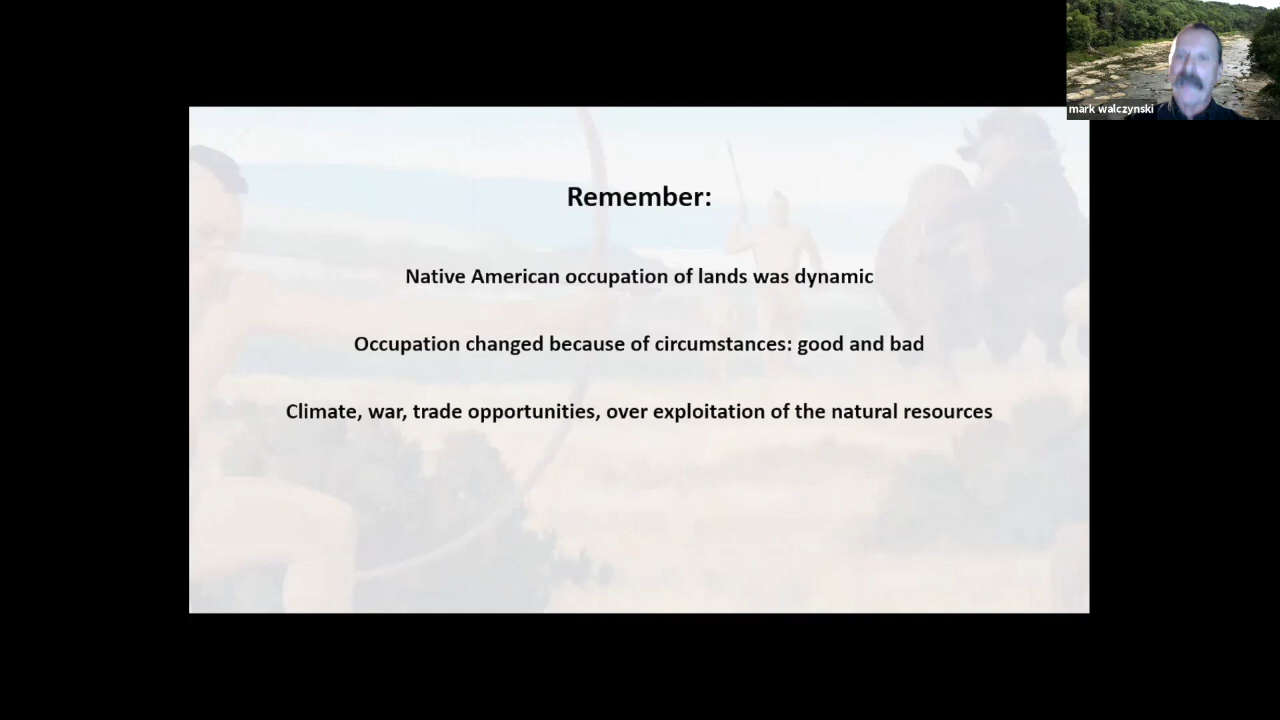 mark walczynski
Remember:
Native American occupation of lands was dynamic
Occupation changed because of circumstances: good and bad
Climate, war, trade opportunities, over exploitation of the natural resources